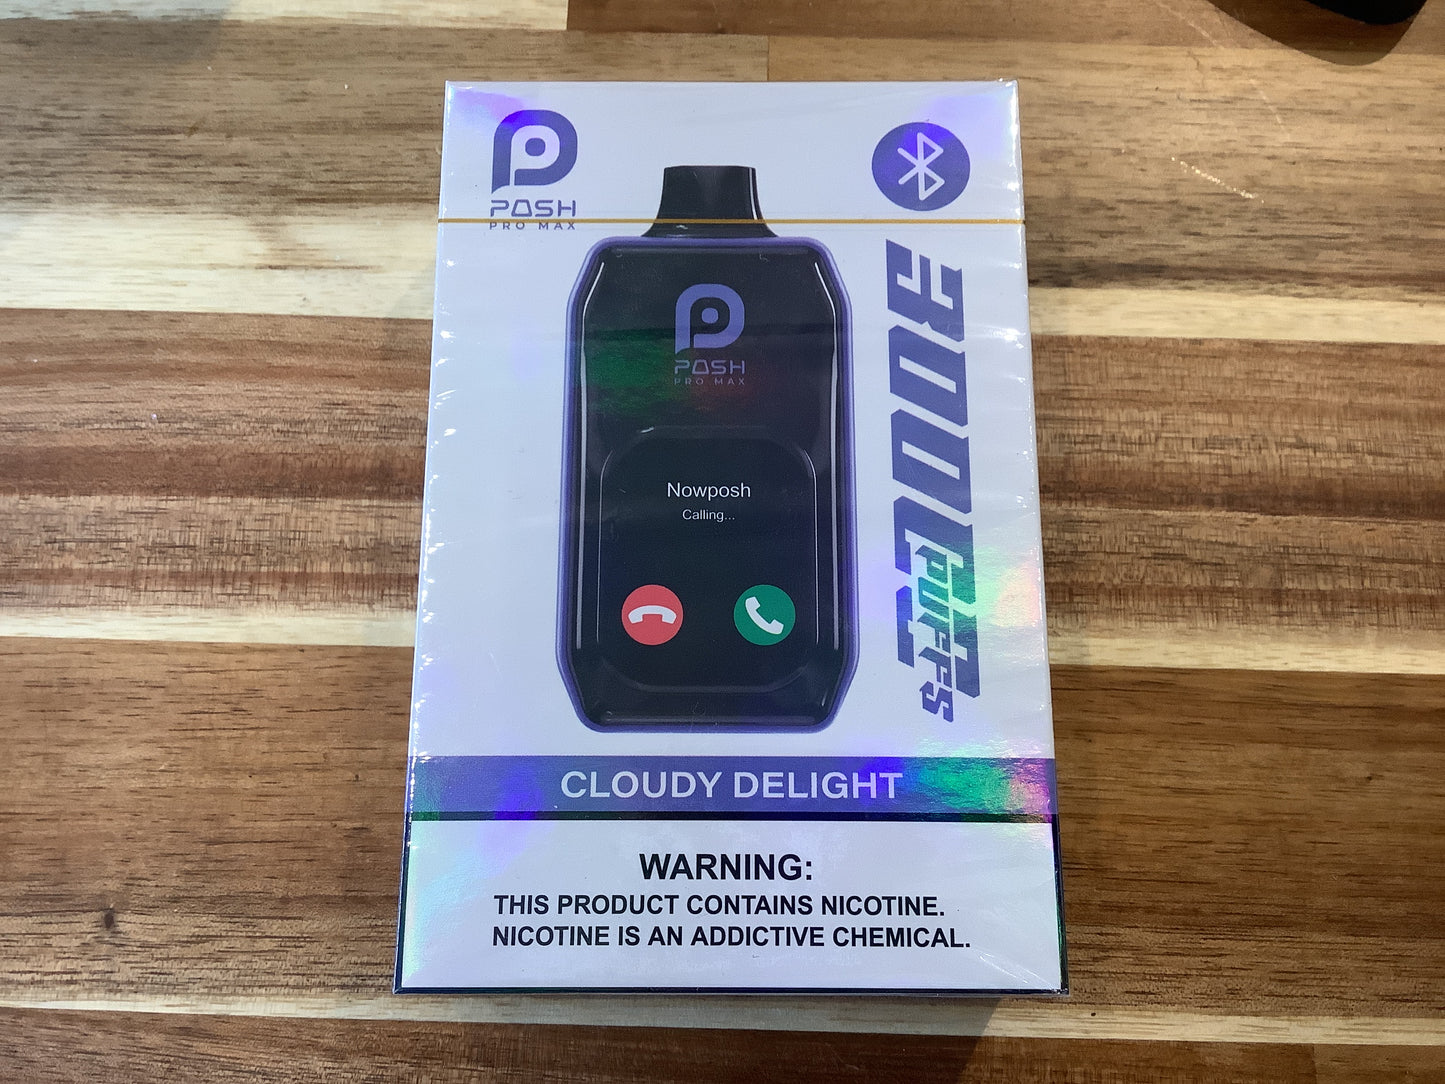 POSH
PRO MAX
POSH
PRO MAX
Nowposh
Calling...
30000
PUFFS
CLOUDY DELIGHT
WARNING:
THIS PRODUCT CONTAINS NICOTINE.
NICOTINE IS AN ADDICTIVE CHEMICAL.